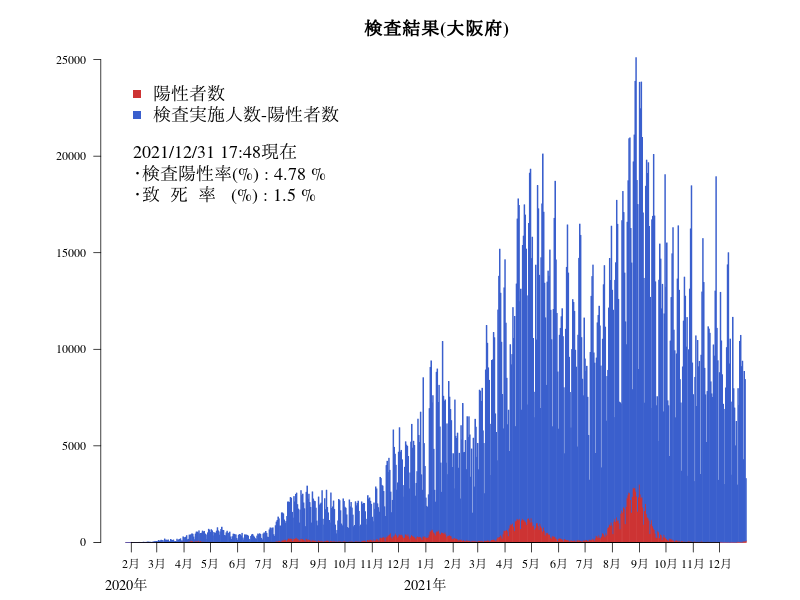 検査結果(大阪府)
25000
20000
15000
10000
5000
0
陽性者数
検査実施人数-陽性者数
2021/12/31 17:48現在
･検査陽性率(%) : 4.78 %
･致 死 率 (%) : 1.5 %
2月 3月 4月 5月 6月 7月 8月 9月 10月 11月 12月 1月 2月 3月 4月 5月 6月 7月 8月 9月 10月 11月 12月
2020年 2021年